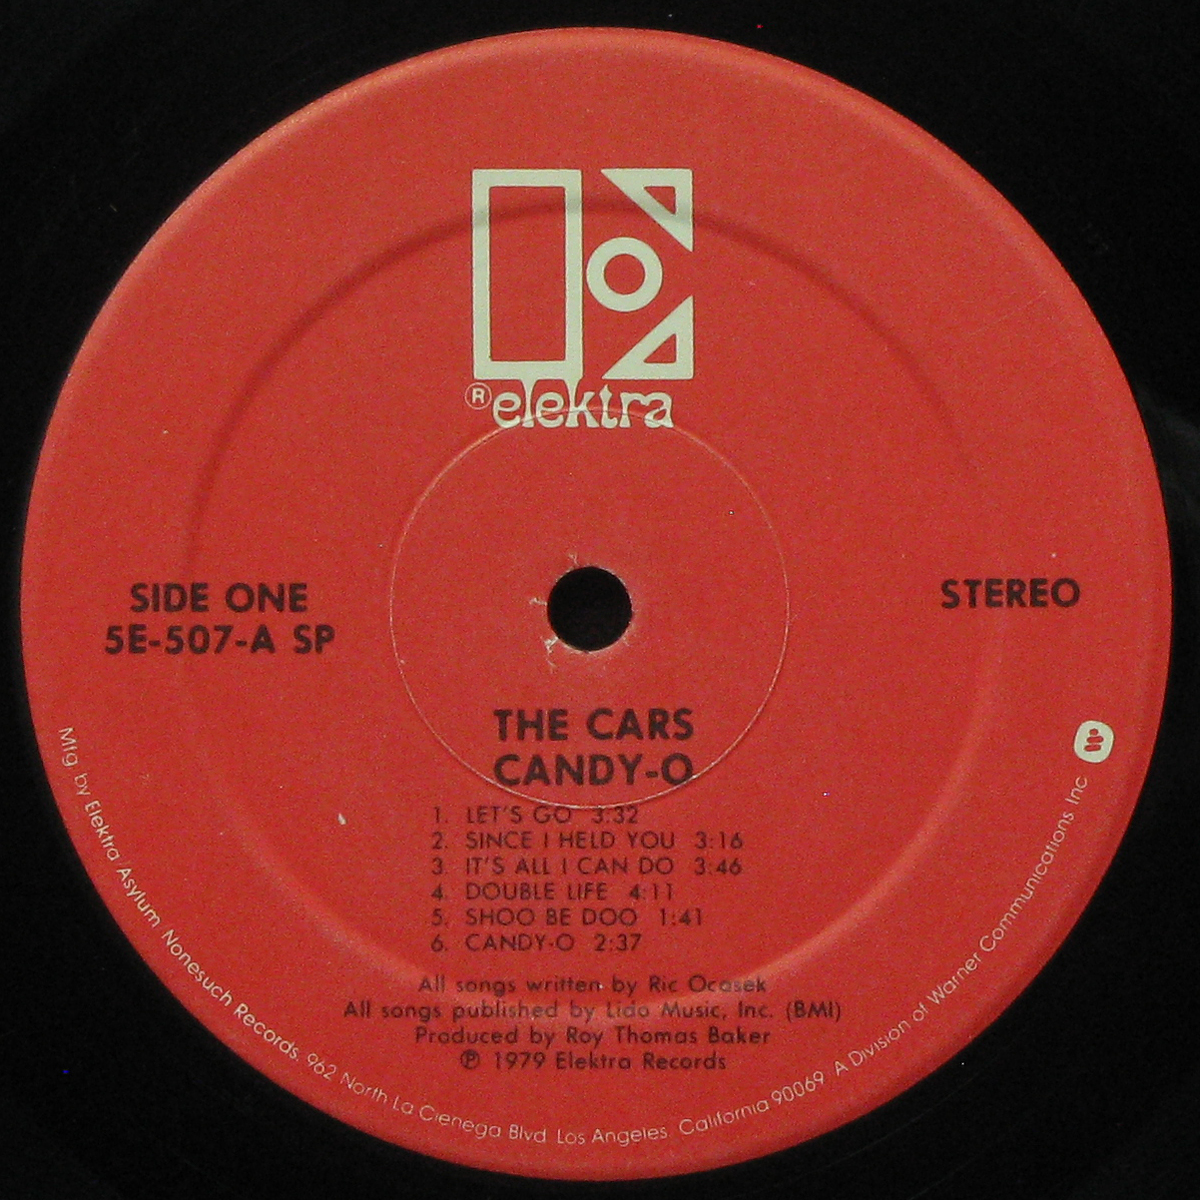 ® elektra
SIDE ONE
5E-507-A SP
STEREO
THE CARS
CANDY-O
1. LET'S GO 3:32
2. SINCE I HELD YOU 3:16
3. IT'S ALL I CAN DO 3:46
4. DOUBLE LIFE 4:11
5. SHOO BE DOO 1:41
6. CANDY-O 2:37
All songs written by Ric Ocasek
All songs published by Lido Music, Inc. (BMI)
Produced by Roy Thomas Baker
℗ 1979 Elektra Records
Mfg. by Elektra/Asylum/Nonesuch Records, 962 North La Cienega Blvd. Los Angeles, California 90069 A Division of Warner Communications Inc